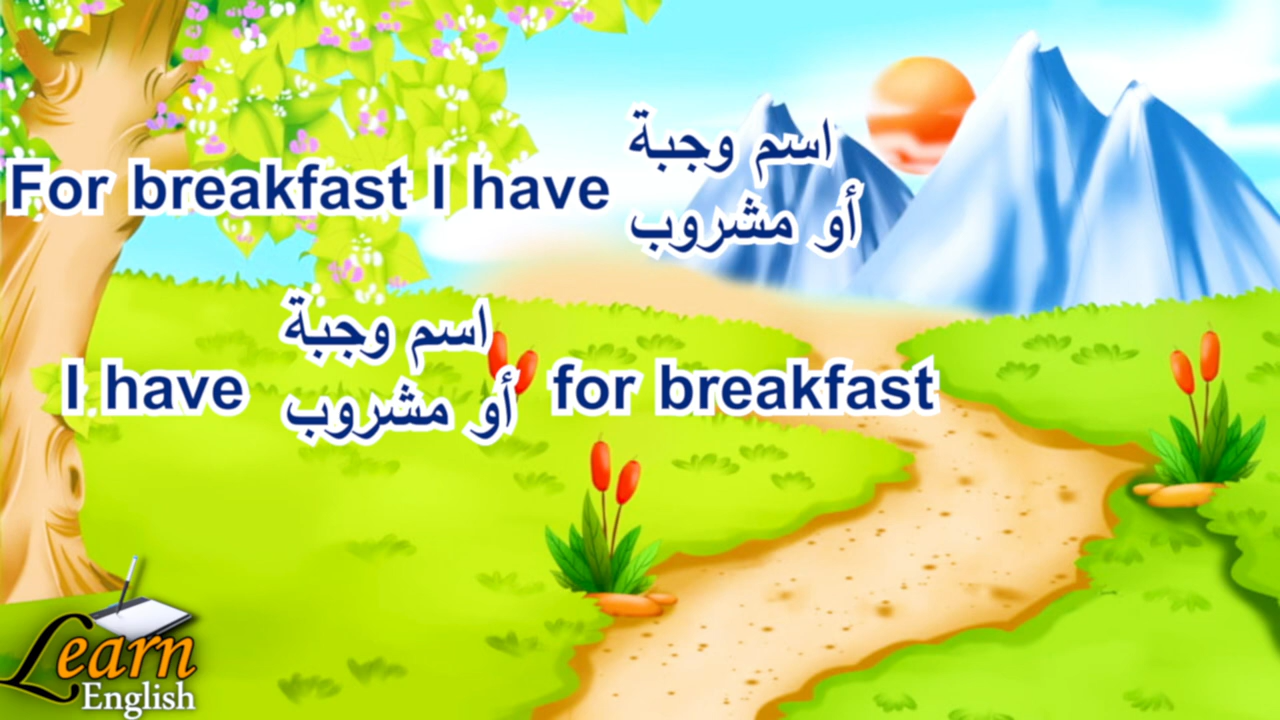 For breakfast I have اسم وجبة
أو مشروب
I have اسم وجبة for breakfast
أو مشروب
Learn
English